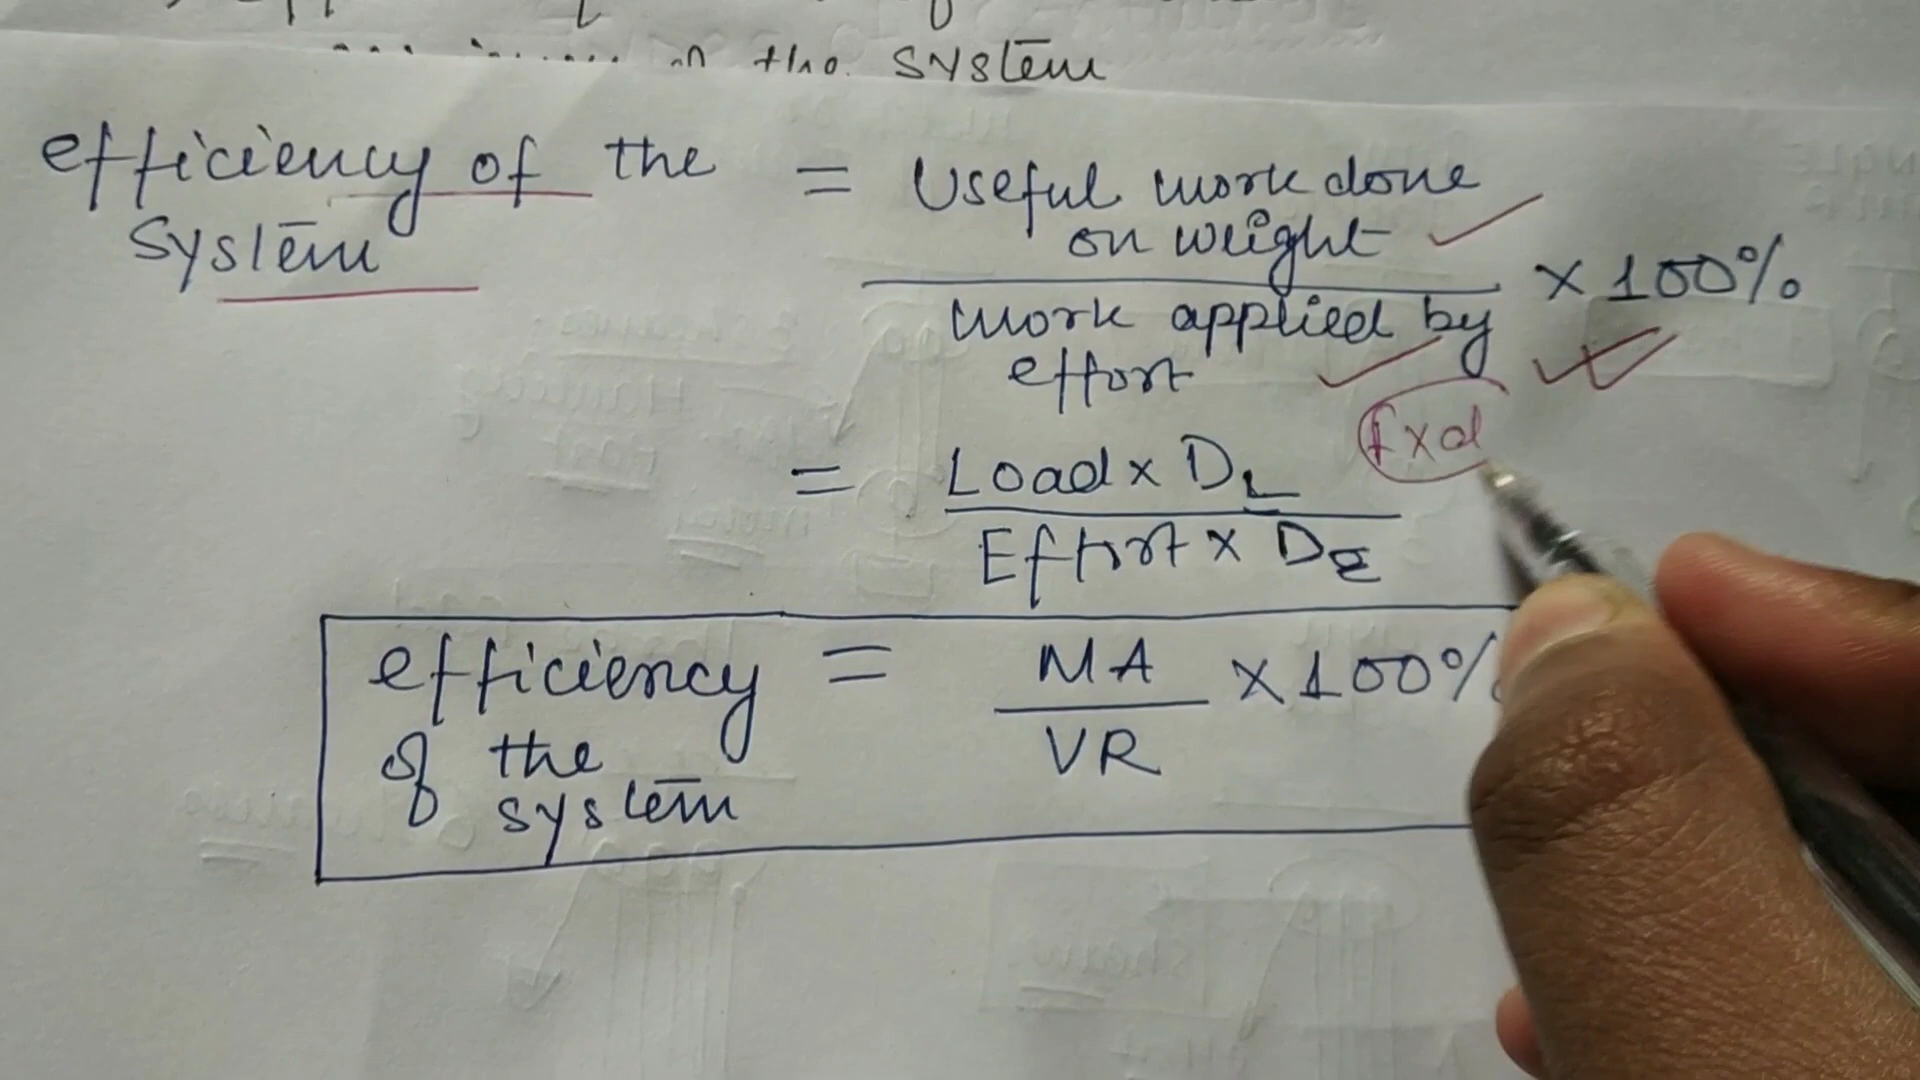 the system
efficiency of the = Useful work done
system on weight
× 100%
work applied by
effort
f x d
= Load x DL
Effort x DE
efficiency = MA × 100%
of the VR
system